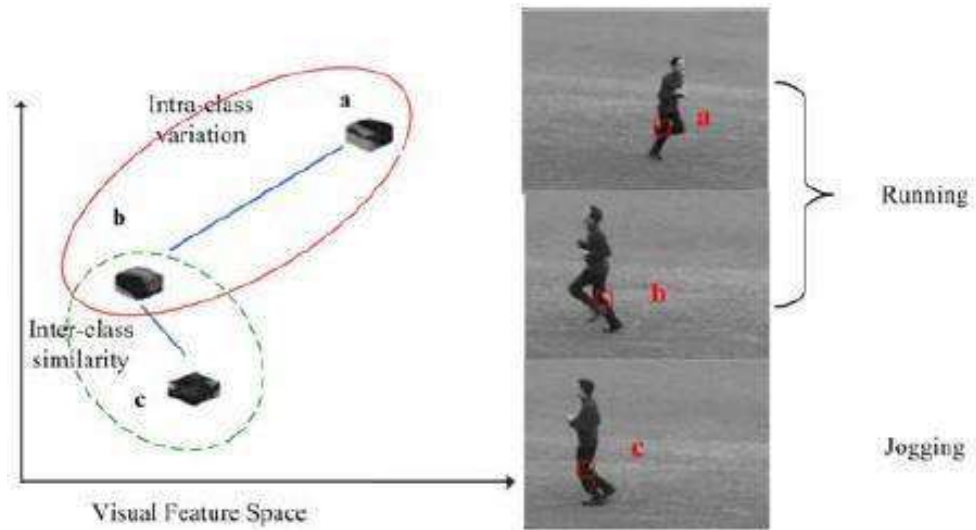 Intra-class
variation
a
b
Inter-class
similarity
c
Visual Feature Space
a
b
c
Running
Jogging